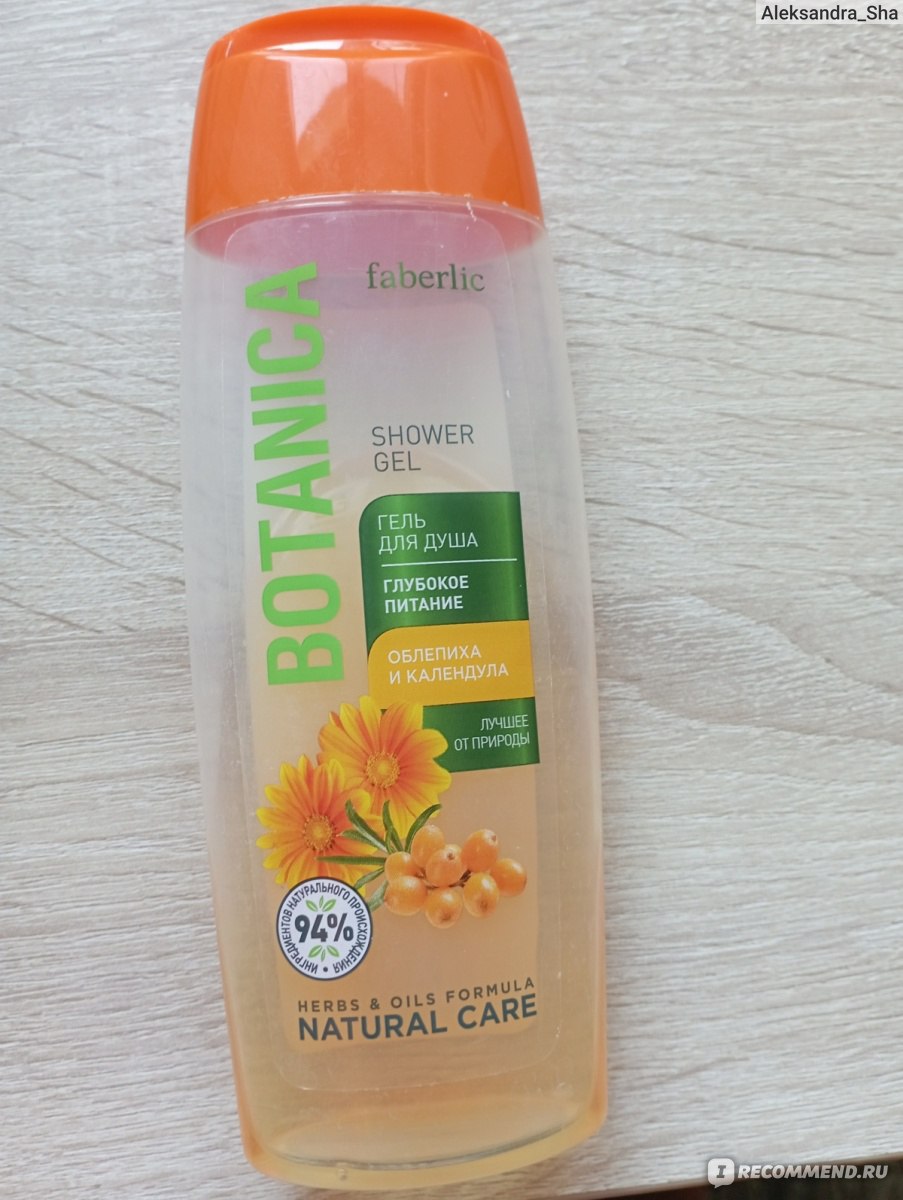 Aleksandra_Sha
faberlic
BOTANICA
SHOWER
GEL
ГЕЛЬ
ДЛЯ ДУША
ГЛУБОКОЕ
ПИТАНИЕ
ОБЛЕПИХА
И КАЛЕНДУЛА
ЛУЧШЕЕ
ОТ ПРИРОДЫ
94%
ИНГРЕДИЕНТОВ НАТУРАЛЬНОГО ПРОИСХОЖДЕНИЯ
HERBS & OILS FORMULA
NATURAL CARE
I RECOMMEND.RU